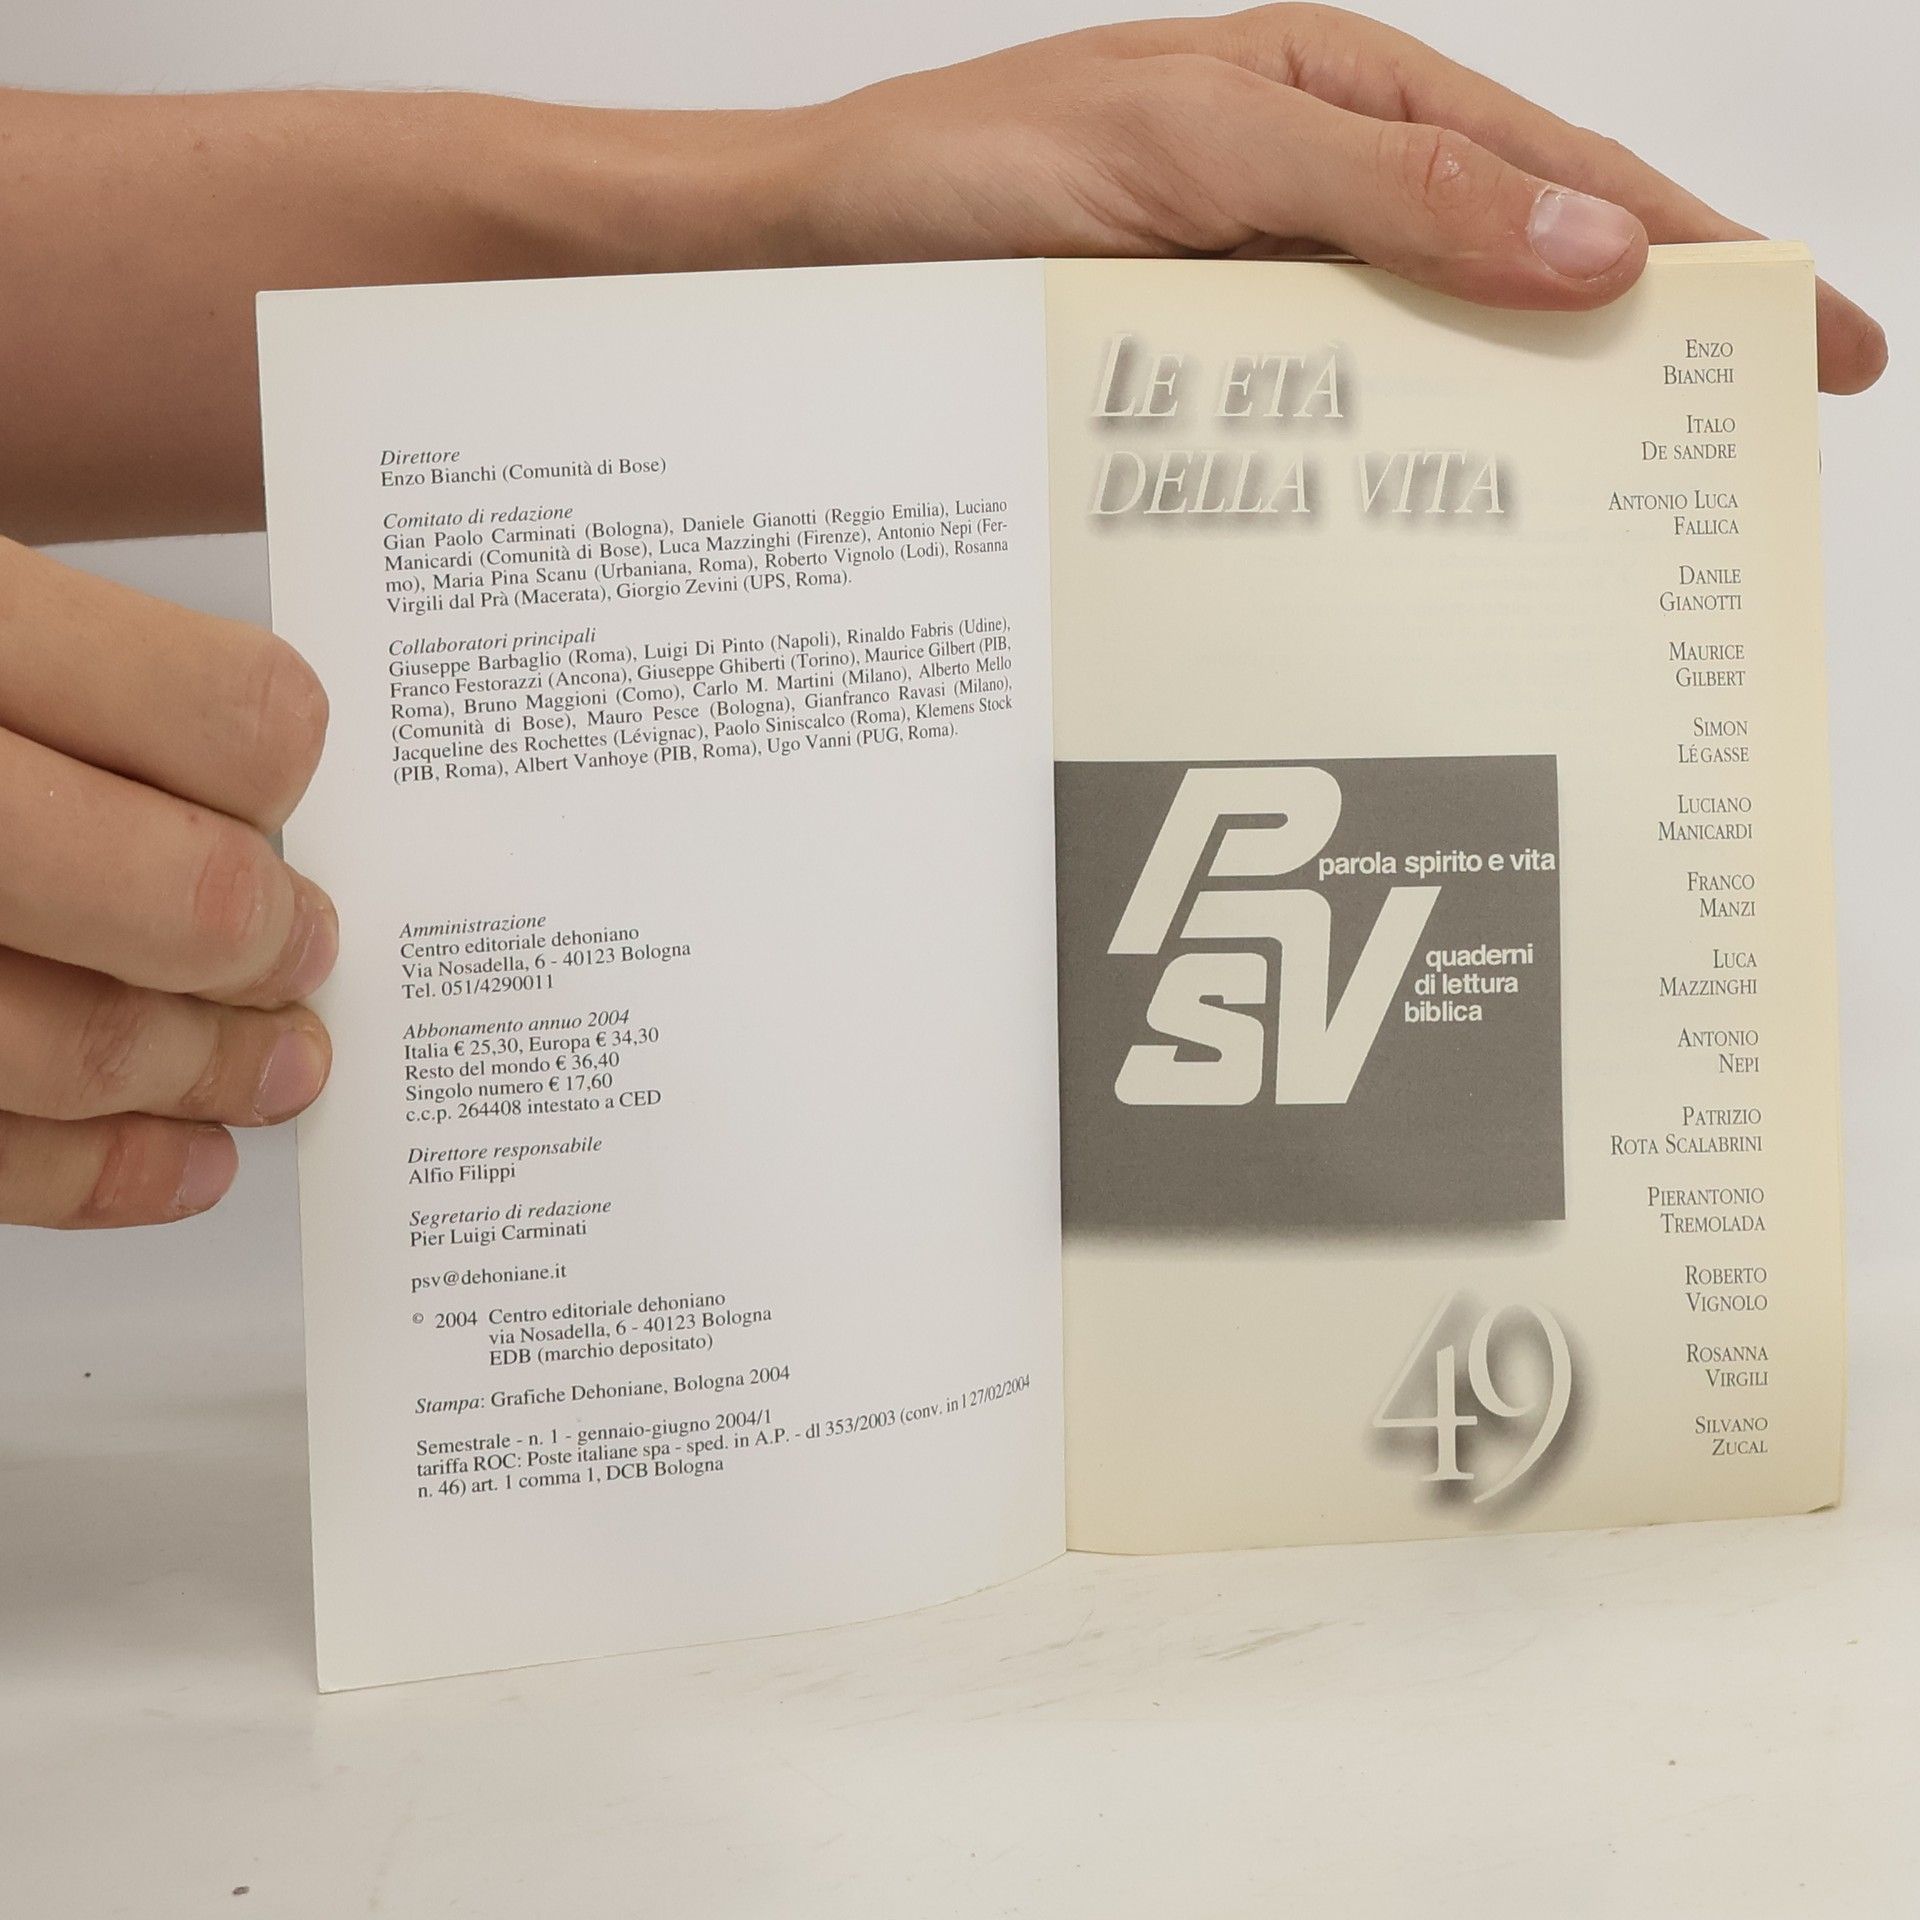 Direttore
Enzo Bianchi (Comunità di Bose)
Comitato di redazione
Gian Paolo Carminati (Bologna), Daniele Gianotti (Reggio Emilia), Luciano
Manicardi (Comunità di Bose), Luca Mazzinghi (Firenze), Antonio Nepi (Fer-
mo), Maria Pina Scanu (Urbaniana, Roma), Roberto Vignolo (Lodi), Rosanna
Virgili dal Prà (Macerata), Giorgio Zevini (UPS, Roma).
Collaboratori principali
Giuseppe Barbaglio (Roma), Luigi Di Pinto (Napoli), Rinaldo Fabris (Udine),
Franco Festorazzi (Ancona), Giuseppe Ghiberti (Torino), Maurice Gilbert (PIB,
Roma), Bruno Maggioni (Como), Carlo M. Martini (Milano), Alberto Mello
(Comunità di Bose), Mauro Pesce (Bologna), Gianfranco Ravasi (Milano),
Jacqueline des Rochettes (Lévignac), Paolo Siniscalco (Roma), Klemens Stock
(PIB, Roma), Albert Vanhoye (PIB, Roma), Ugo Vanni (PUG, Roma).
Amministrazione
Centro editoriale dehoniano
Via Nosadella, 6 - 40123 Bologna
Tel. 051/4290011
Abbonamento annuo 2004
Italia € 25,30, Europa € 34,30
Resto del mondo € 36,40
Singolo numero € 17,60
c.c.p. 264408 intestato a CED
Direttore responsabile
Alfio Filippi
Segretario di redazione
Pier Luigi Carminati
psv@dehoniane.it
© 2004 Centro editoriale dehoniano
via Nosadella, 6 - 40123 Bologna
EDB (marchio depositato)
Stampa: Grafiche Dehoniane, Bologna 2004
Semestrale - n. 1 - gennaio-giugno 2004/1
tariffa ROC: Poste italiane spa - sped. in A.P. - dl 353/2003 (conv. in l 27/02/2004
n. 46) art. 1 comma 1, DCB Bologna
LE ETÀ
DELLA VITA
PSV
parola spirito e vita
quaderni
di lettura
biblica
49
ENZO
BIANCHI
ITALO
DE SANDRE
ANTONIO LUCA
FALLICA
DANILE
GIANOTTI
MAURICE
GILBERT
SIMON
LÉGASSE
LUCIANO
MANICARDI
FRANCO
MANZI
LUCA
MAZZINGHI
ANTONIO
NEPI
PATRIZIO
ROTA SCALABRINI
PIERANTONIO
TREMOLADA
ROBERTO
VIGNOLO
ROSANNA
VIRGILI
SILVANO
ZUCAL